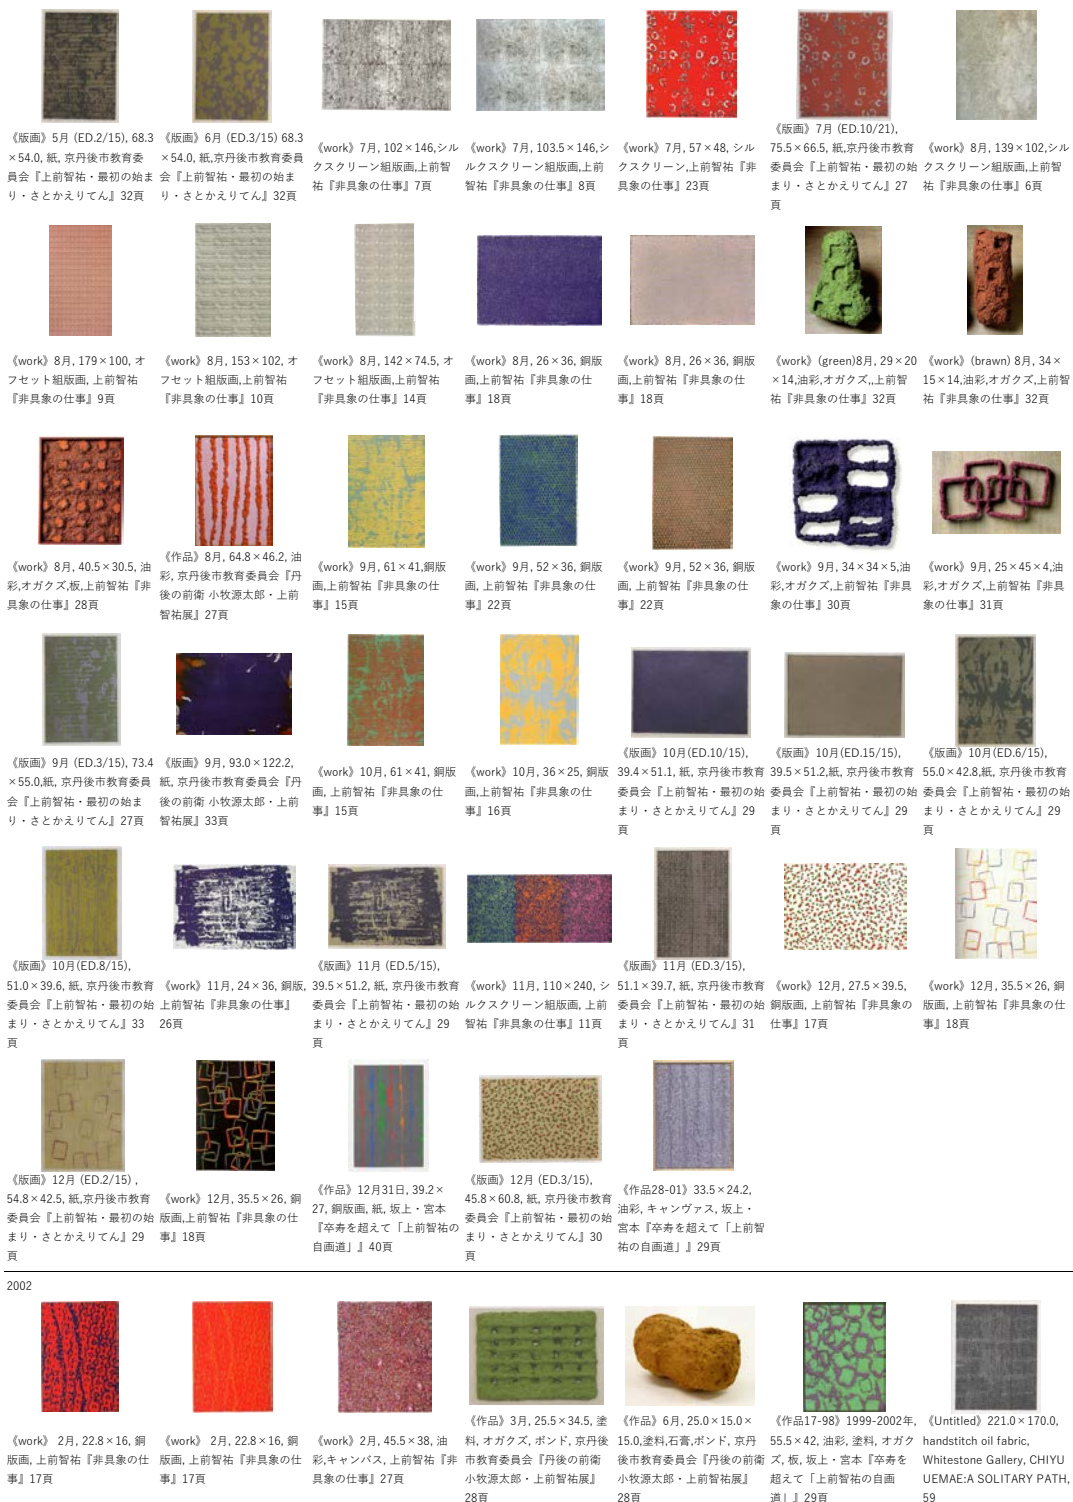 《版画》5月 (ED.2/15), 68.3
×54.0, 紙, 京丹後市教育委
員会『上前智祐・最初の始ま
り・さとかえりてん』32頁
《版画》6月 (ED.3/15) 68.3
×54.0, 紙,京丹後市教育委員
会『上前智祐・最初の始ま
り・さとかえりてん』32頁
《work》7月, 102×146,シル
クスクリーン組版画,上前智
祐『非具象の仕事』7頁
《work》7月, 103.5×146,シ
ルクスクリーン組版画,上前
智祐『非具象の仕事』8頁
《work》7月, 57×48, シル
クスクリーン,上前智祐『非
具象の仕事』23頁
《版画》7月 (ED.10/21),
75.5×66.5, 紙,京丹後市教育
委員会『上前智祐・最初の始
まり・さとかえりてん』27
頁
《work》8月, 139×102,シル
クスクリーン組版画,上前智
祐『非具象の仕事』6頁
《work》8月, 179×100, オ
フセット組版画, 上前智祐
『非具象の仕事』9頁
《work》8月, 153×102, オ
フセット組版画, 上前智祐
『非具象の仕事』10頁
《work》8月, 142×74.5, オ
フセット組版画,上前智祐
『非具象の仕事』14頁
《work》8月, 26×36, 銅版
画,上前智祐『非具象の仕
事』18頁
《work》8月, 26×36, 銅版
画,上前智祐『非具象の仕
事』18頁
《work》(green)8月, 29×20
×14,油彩,オガクズ,,上前智
祐『非具象の仕事』32頁
《work》(brawn) 8月, 34×
15×14,油彩,オガクズ,上前智
祐『非具象の仕事』32頁
《work》8月, 40.5×30.5, 油
彩,オガクズ,板,上前智祐『非
具象の仕事』28頁
《作品》8月, 64.8×46.2, 油
彩, 京丹後市教育委員会『丹
後の前衛 小牧源太郎・上前
智祐展』27頁
《work》9月, 61×41,銅版
画,上前智祐『非具象の仕
事』15頁
《work》9月, 52×36, 銅版
画, 上前智祐『非具象の仕
事』22頁
《work》9月, 52×36, 銅版
画, 上前智祐『非具象の仕
事』22頁
《work》9月, 34×34×5,油
彩,オガクズ,上前智祐『非具
象の仕事』30頁
《work》9月, 25×45×4,油
彩,オガクズ,上前智祐『非具
象の仕事』31頁
《版画》9月 (ED.3/15), 73.4
×55.0,紙, 京丹後市教育委員
会『上前智祐・最初の始ま
り・さとかえりてん』27頁
《版画》9月, 93.0×122.2,
紙, 京丹後市教育委員会『丹
後の前衛 小牧源太郎・上前
智祐展』33頁
《work》10月, 61×41, 銅版
画, 上前智祐『非具象の仕
事』15頁
《work》10月, 36×25, 銅版
画,上前智祐『非具象の仕
事』16頁
《版画》10月(ED.10/15),
39.4×51.1, 紙, 京丹後市教育
委員会『上前智祐・最初の始
まり・さとかえりてん』29
頁
《版画》10月(ED.15/15),
39.5×51.2,紙, 京丹後市教育
委員会『上前智祐・最初の始
まり・さとかえりてん』29
頁
《版画》10月(ED.6/15),
55.0×42.8,紙, 京丹後市教育
委員会『上前智祐・最初の始
まり・さとかえりてん』29
頁
《版画》10月(ED.8/15),
51.0×39.6, 紙, 京丹後市教育
委員会『上前智祐・最初の始
まり・さとかえりてん』33
頁
《work》11月, 24×36, 銅版,
上前智祐『非具象の仕事』
26頁
《版画》11月 (ED.5/15),
39.5×51.2, 紙, 京丹後市教育
委員会『上前智祐・最初の始
まり・さとかえりてん』29
頁
《work》11月, 110×240, シ
ルクスクリーン組版画, 上前
智祐『非具象の仕事』11頁
《版画》11月 (ED.3/15),
51.1×39.7, 紙, 京丹後市教育
委員会『上前智祐・最初の始
まり・さとかえりてん』31
頁
《work》12月, 27.5×39.5,
銅版画, 上前智祐『非具象の
仕事』17頁
《work》12月, 35.5×26, 銅
版画, 上前智祐『非具象の仕
事』18頁
《版画》12月 (ED.2/15) ,
54.8×42.5, 紙,京丹後市教育
委員会『上前智祐・最初の始
まり・さとかえりてん』29
頁
《work》12月, 35.5×26, 銅
版画,上前智祐『非具象の仕
事』18頁
《作品》12月31日, 39.2×
27, 銅版画, 紙, 坂上・宮本
『卒寿を超えて「上前智祐の
自画道」』40頁
《版画》12月 (ED.3/15),
45.8×60.8, 紙, 京丹後市教育
委員会『上前智祐・最初の始
まり・さとかえりてん』30
頁
《作品28-01》33.5×24.2,
油彩, キャンヴァス, 坂上・
宮本『卒寿を超えて「上前智
祐の自画道」』29頁
2002
《work》 2月, 22.8×16, 銅
版画, 上前智祐『非具象の仕
事』17頁
《work》 2月, 22.8×16, 銅
版画, 上前智祐『非具象の仕
事』17頁
《work》2月, 45.5×38, 油
彩,キャンバス, 上前智祐『非
具象の仕事』27頁
《作品》3月, 25.5×34.5, 塗
料, オガクズ, ボンド, 京丹後
市教育委員会『丹後の前衛
小牧源太郎・上前智祐展』
28頁
《作品》6月, 25.0×15.0×
15.0,塗料,石膏,ボンド, 京丹
後市教育委員会『丹後の前衛
小牧源太郎・上前智祐展』
28頁
《作品17-98》1999-2002年,
55.5×42, 油彩, 塗料, オガク
ズ, 板, 坂上・宮本『卒寿を
超えて「上前智祐の自画
道」』29頁
《Untitled》221.0×170.0,
handstitch oil fabric,
Whitestone Gallery, CHIYU
UEMAE:A SOLITARY PATH,
59